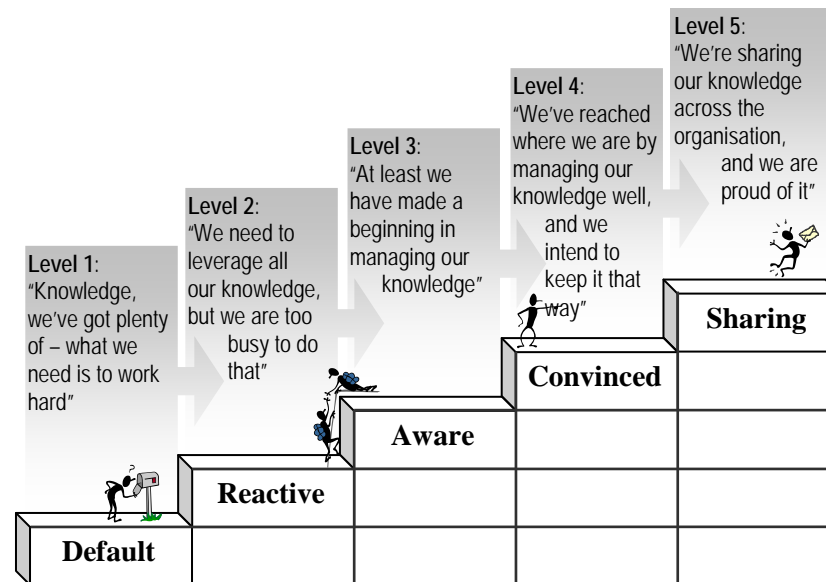 Level 1:
“Knowledge,
we’ve got plenty
of – what we
need is to work
hard”
Level 2:
“We need to
leverage all
our knowledge,
but we are too
busy to do
that”
Level 3:
“At least we
have made a
beginning in
managing our
knowledge”
Level 4:
“We’ve reached
where we are by
managing our
knowledge well,
and we
intend to
keep it that
way”
Level 5:
“We’re sharing
our knowledge
across the
organisation,
and we are
proud of it”
Default
Reactive
Aware
Convinced
Sharing